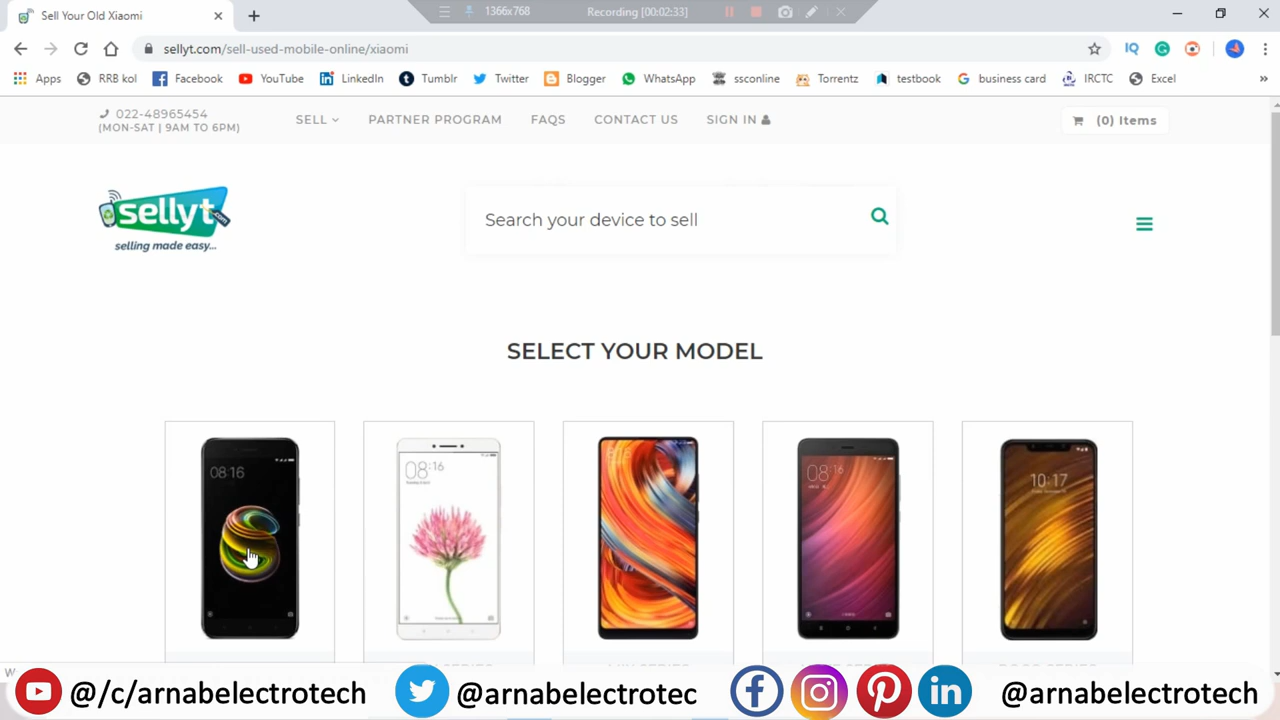 Sell Your Old Xiaomi
1366x768
Recording [00:02:33]
sellyt.com/sell-used-mobile-online/xiaomi
IQ
Apps
RRB kol
Facebook
YouTube
LinkedIn
Tumblr
Twitter
Blogger
WhatsApp
ssconline
Torrentz
testbook
business card
IRCTC
Excel
»
022-48965454
(MON-SAT | 9AM TO 6PM)
SELL
PARTNER PROGRAM
FAQS
CONTACT US
SIGN IN
(0) Items
sellyt.com
selling made easy...
Search your device to sell
SELECT YOUR MODEL
08:16
08:16
08:16
10:17
@/c/arnabelectrotech
@arnabelectrotec
@arnabelectrotech